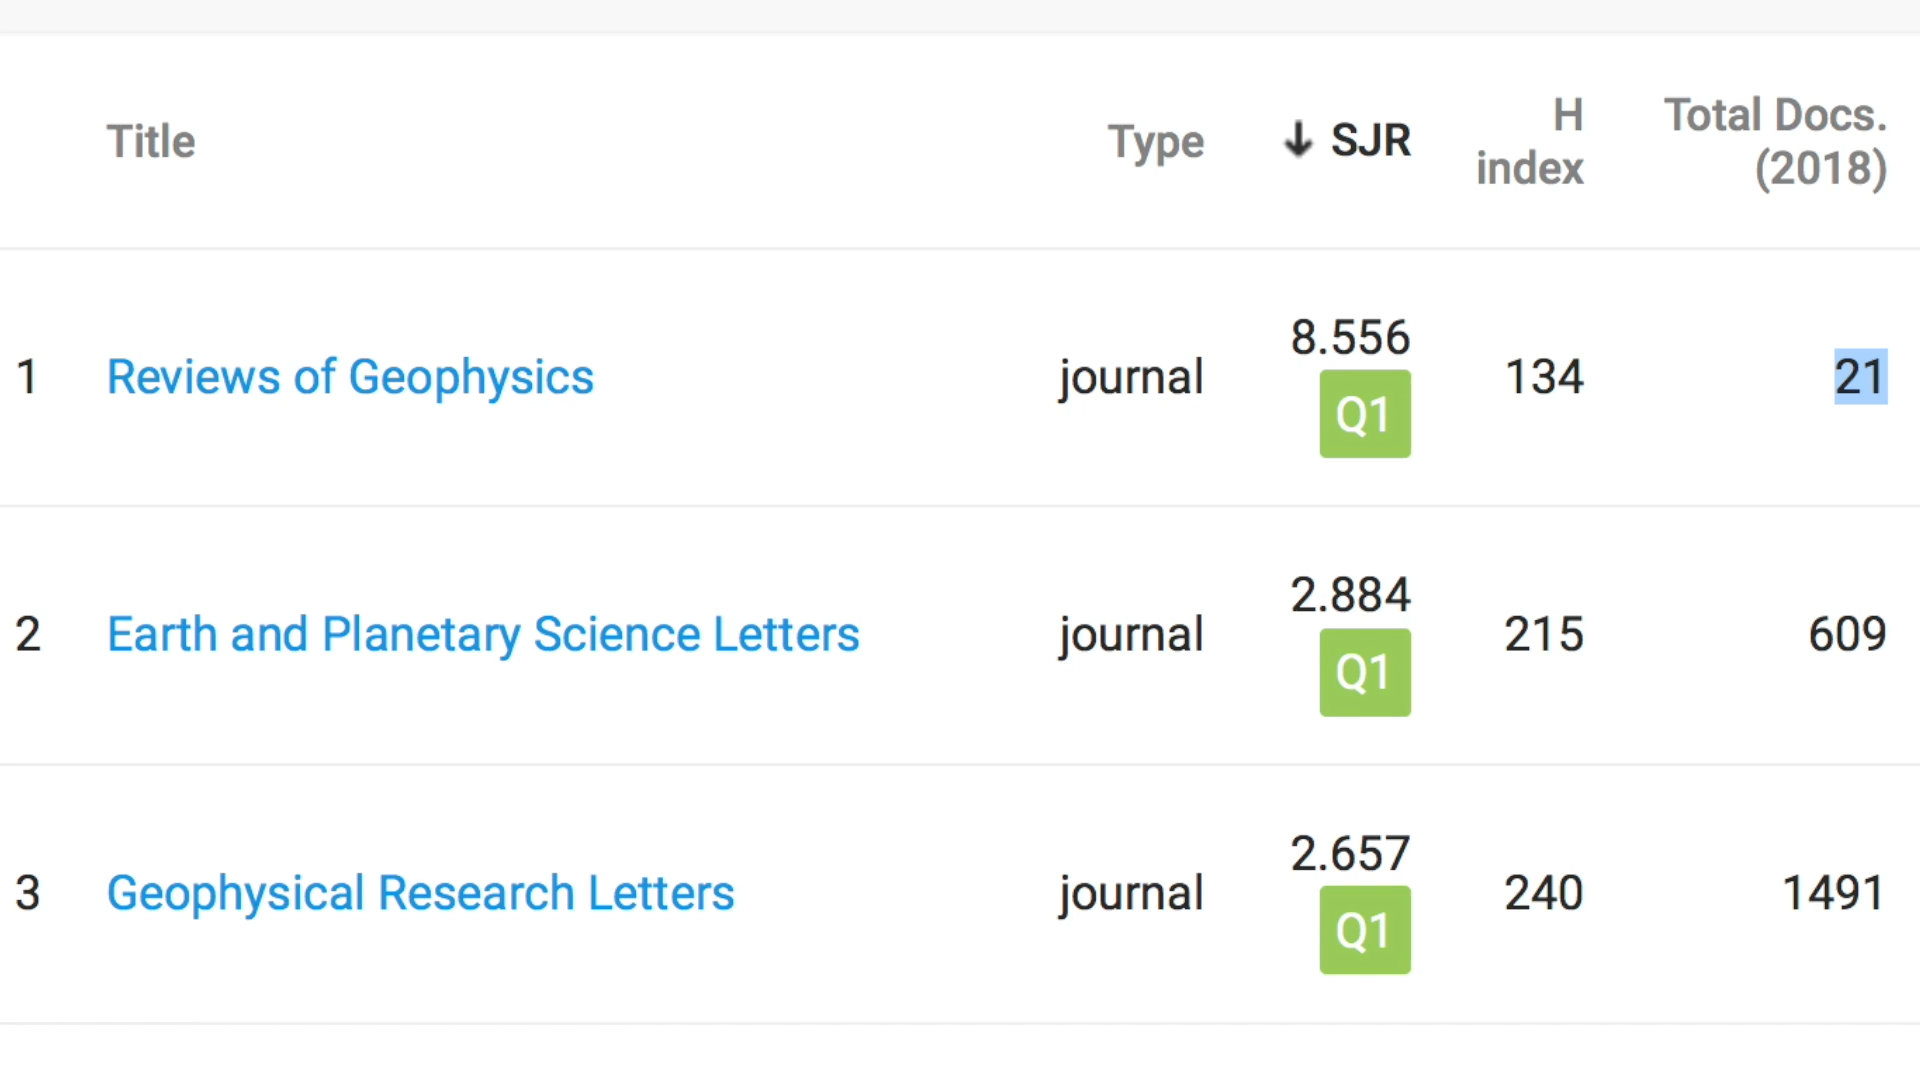 Title Type ↓ SJR H index Total Docs. (2018)
1 Reviews of Geophysics journal 8.556 Q1 134 21
2 Earth and Planetary Science Letters journal 2.884 Q1 215 609
3 Geophysical Research Letters journal 2.657 Q1 240 1491